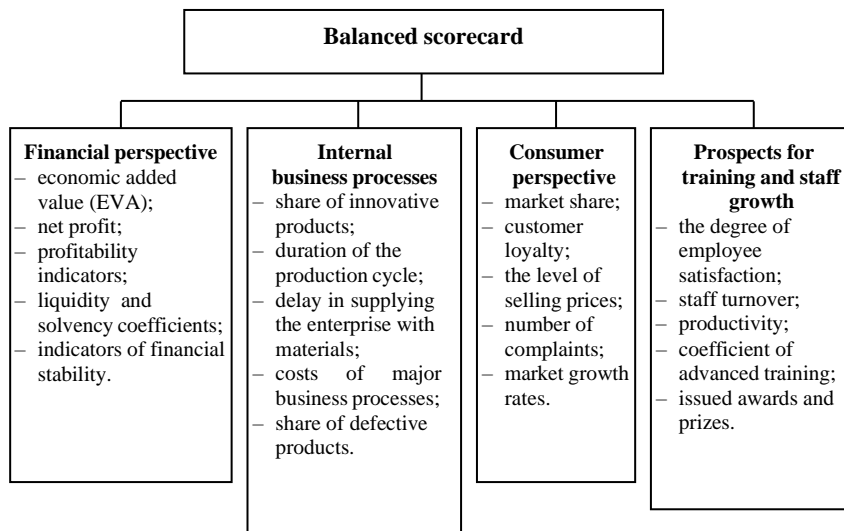 Balanced scorecard
Financial perspective
– economic added
value (EVA);
– net profit;
– profitability
indicators;
– liquidity and
solvency coefficients;
– indicators of financial
stability.
Internal
business processes
– share of innovative
products;
– duration of the
production cycle;
– delay in supplying
the enterprise with
materials;
– costs of major
business processes;
– share of defective
products.
Consumer
perspective
– market share;
– customer
loyalty;
– the level of
selling prices;
– number of
complaints;
– market growth
rates.
Prospects for
training and staff
growth
– the degree of
employee
satisfaction;
– staff turnover;
– productivity;
– coefficient of
advanced training;
– issued awards and
prizes.